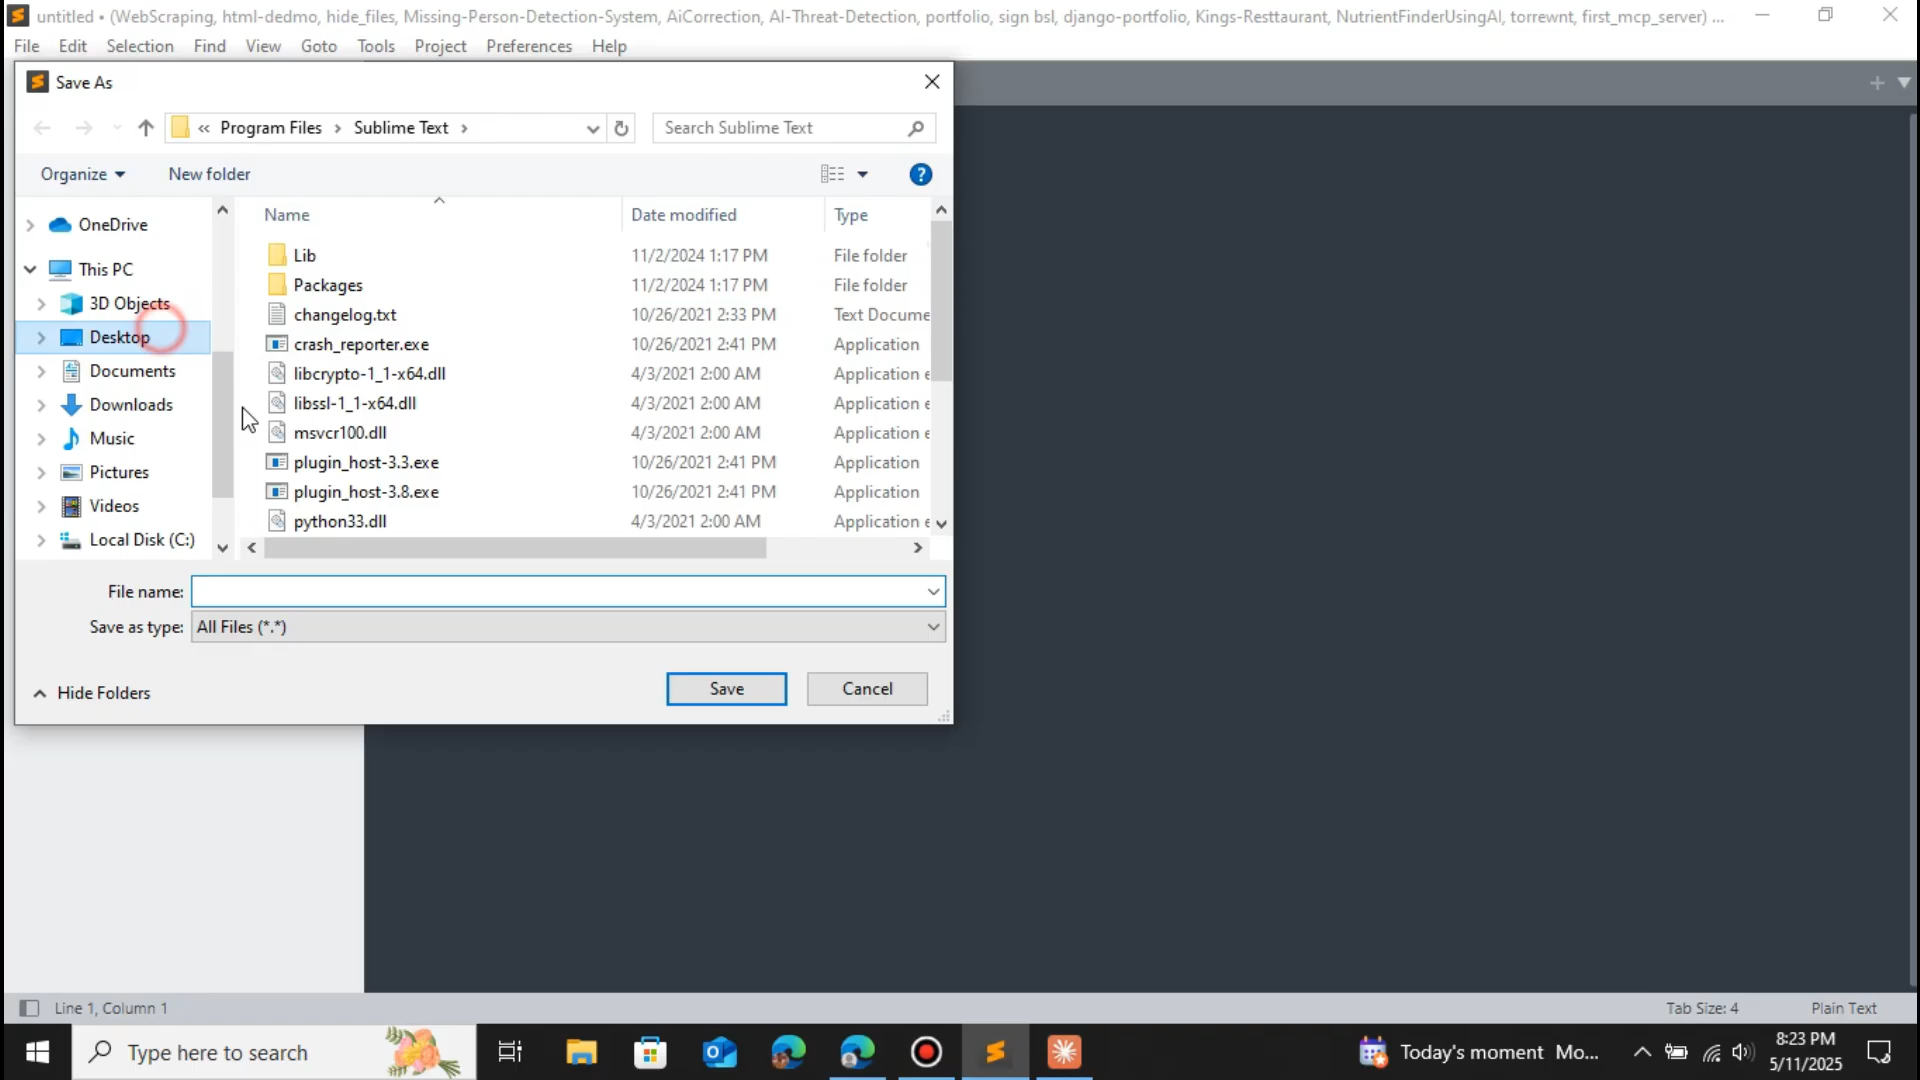 untitled • (WebScraping, html-dedmo, hide_files, Missing-Person-Detection-System, AiCorrection, AI-Threat-Detection, portfolio, sign bsl, django-portfolio, Kings-Resttaurant, NutrientFinderUsingAI, torrewnt, first_mcp_server) ...
File Edit Selection Find View Goto Tools Project Preferences Help
Save As
« Program Files › Sublime Text ›
Search Sublime Text
Organize
New folder
Name Date modified Type
OneDrive
This PC
3D Objects
Desktop
Documents
Downloads
Music
Pictures
Videos
Local Disk (C:)
Lib 11/2/2024 1:17 PM File folder
Packages 11/2/2024 1:17 PM File folder
changelog.txt 10/26/2021 2:33 PM Text Docume
crash_reporter.exe 10/26/2021 2:41 PM Application
libcrypto-1_1-x64.dll 4/3/2021 2:00 AM Application e
libssl-1_1-x64.dll 4/3/2021 2:00 AM Application e
msvcr100.dll 4/3/2021 2:00 AM Application e
plugin_host-3.3.exe 10/26/2021 2:41 PM Application
plugin_host-3.8.exe 10/26/2021 2:41 PM Application
python33.dll 4/3/2021 2:00 AM Application e
File name:
Save as type: All Files (*.*)
Hide Folders
Save Cancel
Line 1, Column 1
Tab Size: 4 Plain Text
Type here to search
Today's moment Mo...
8:23 PM
5/11/2025